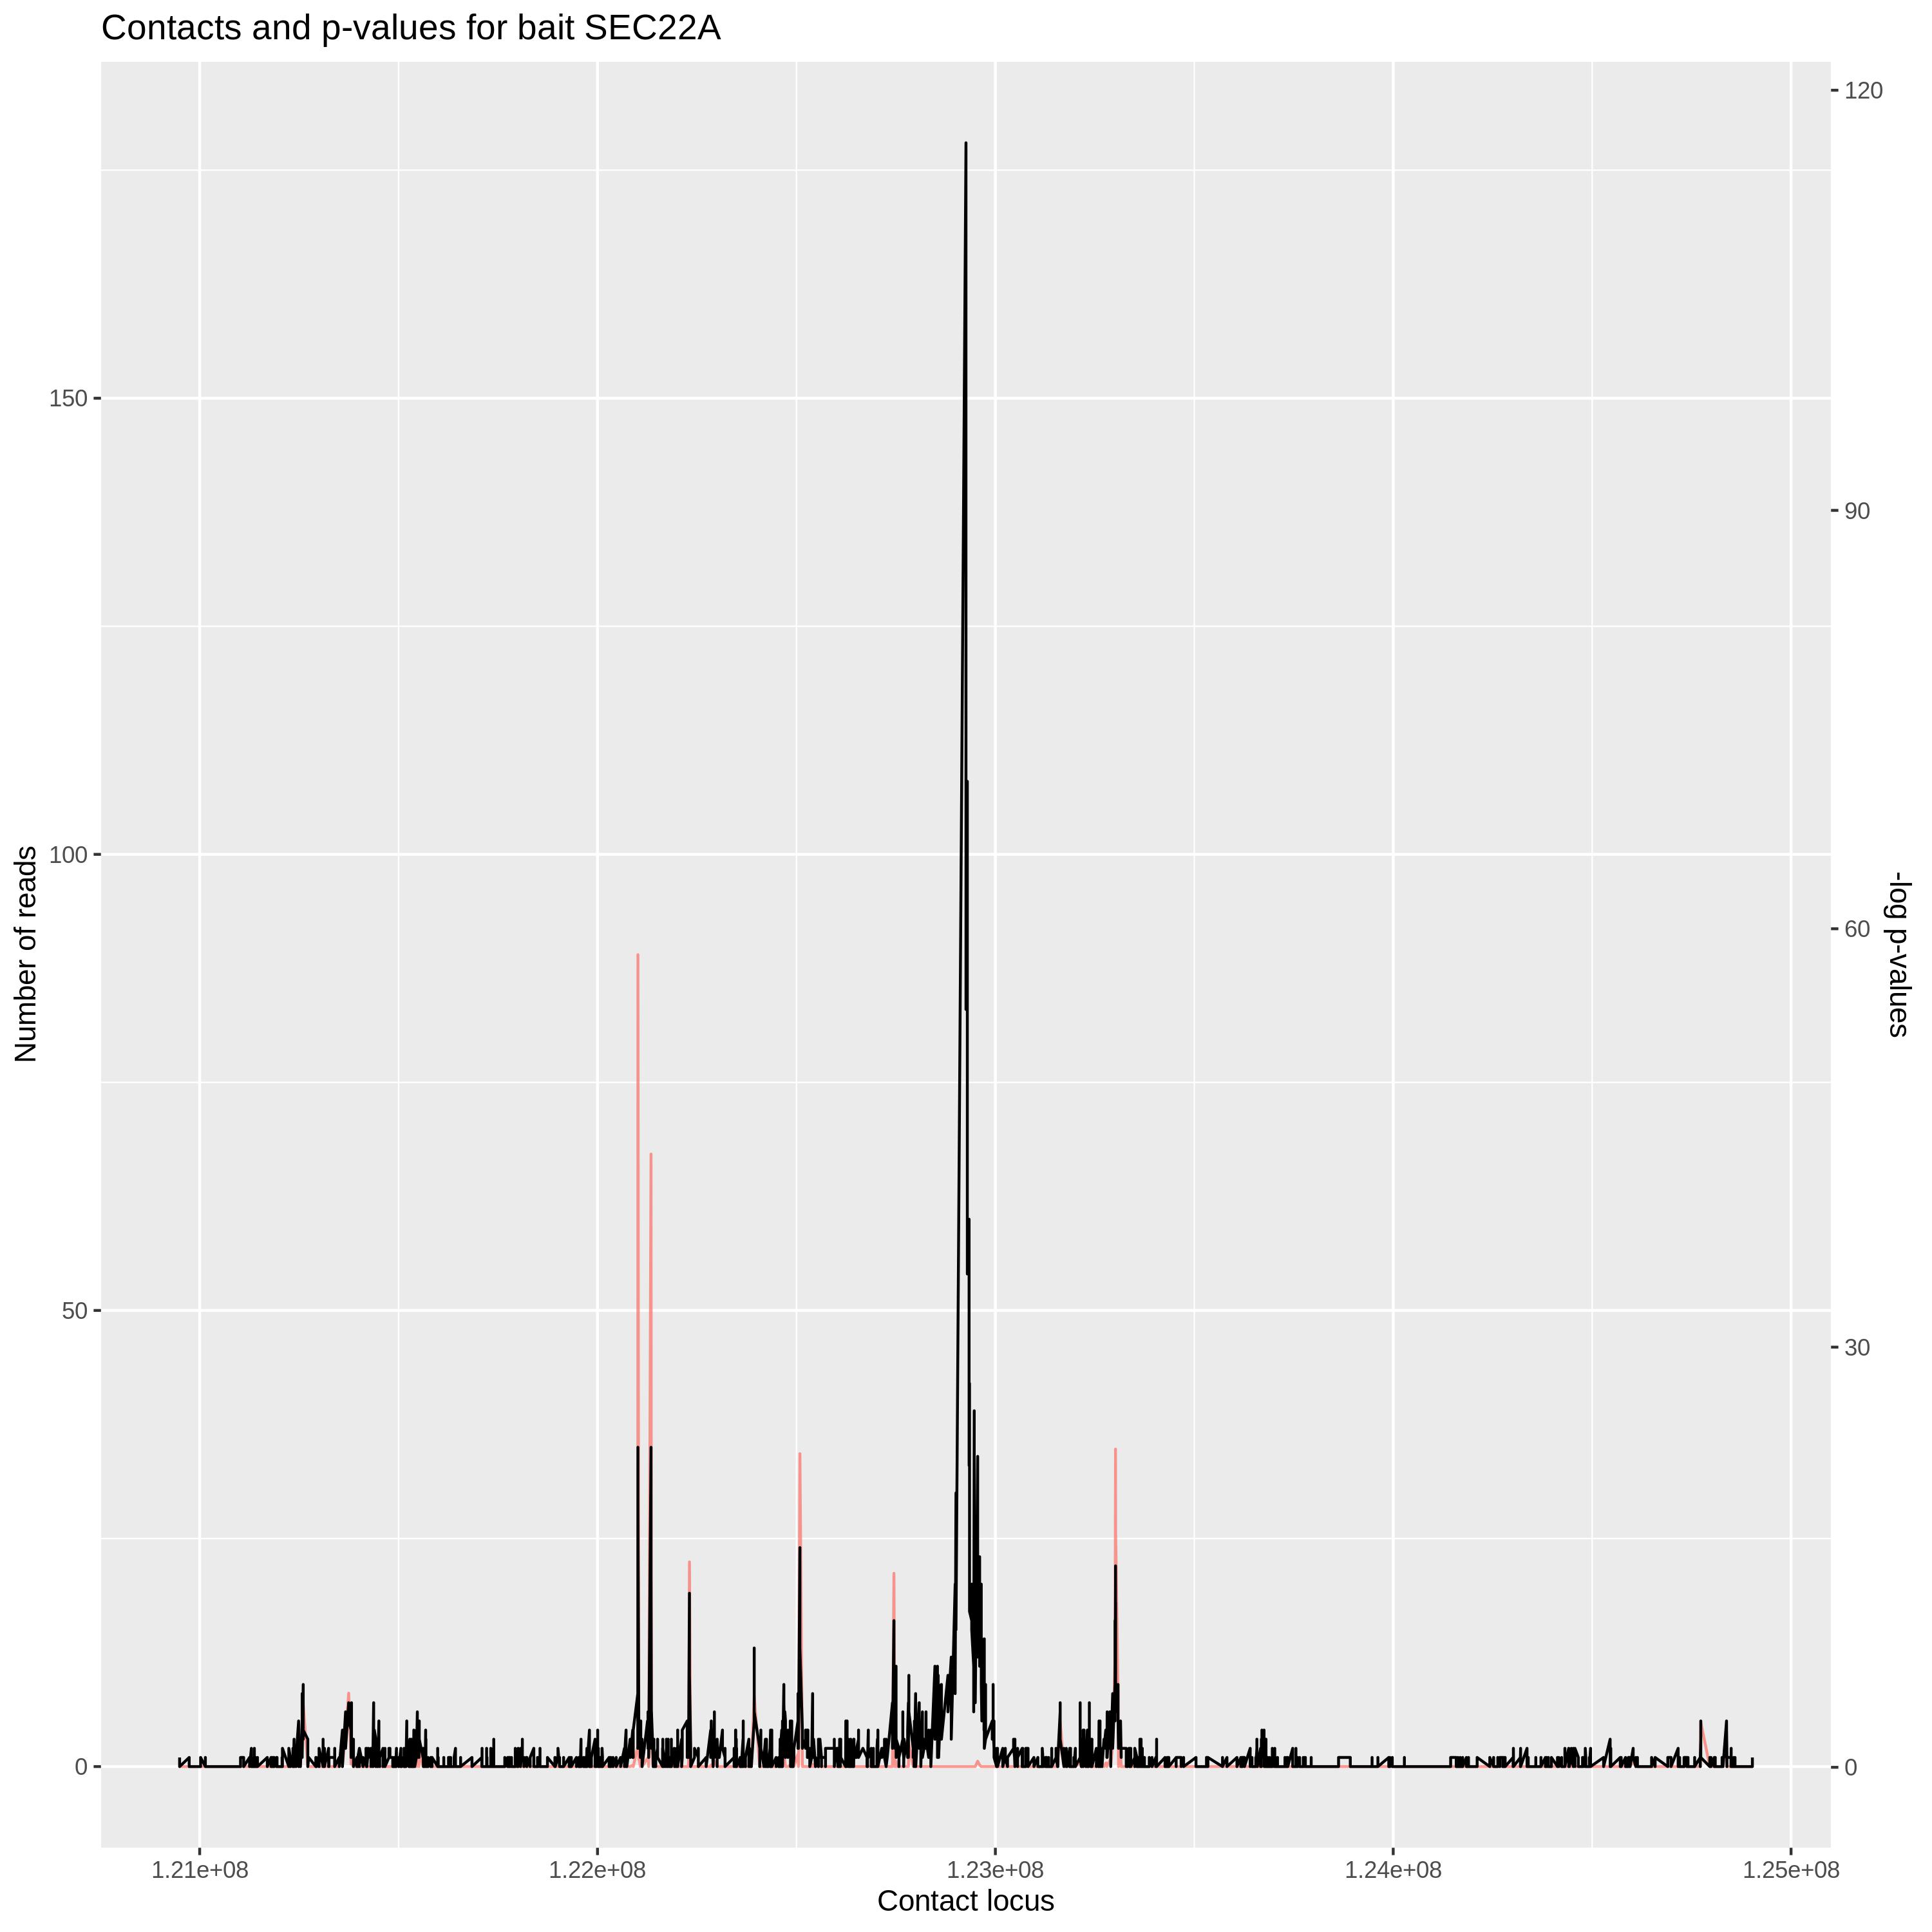 Contacts and p-values for bait SEC22A
120
150
90
Number of reads
100
60
-log p-values
50
30
0
0
1.21e+08
1.22e+08
1.23e+08
1.24e+08
1.25e+08
Contact locus